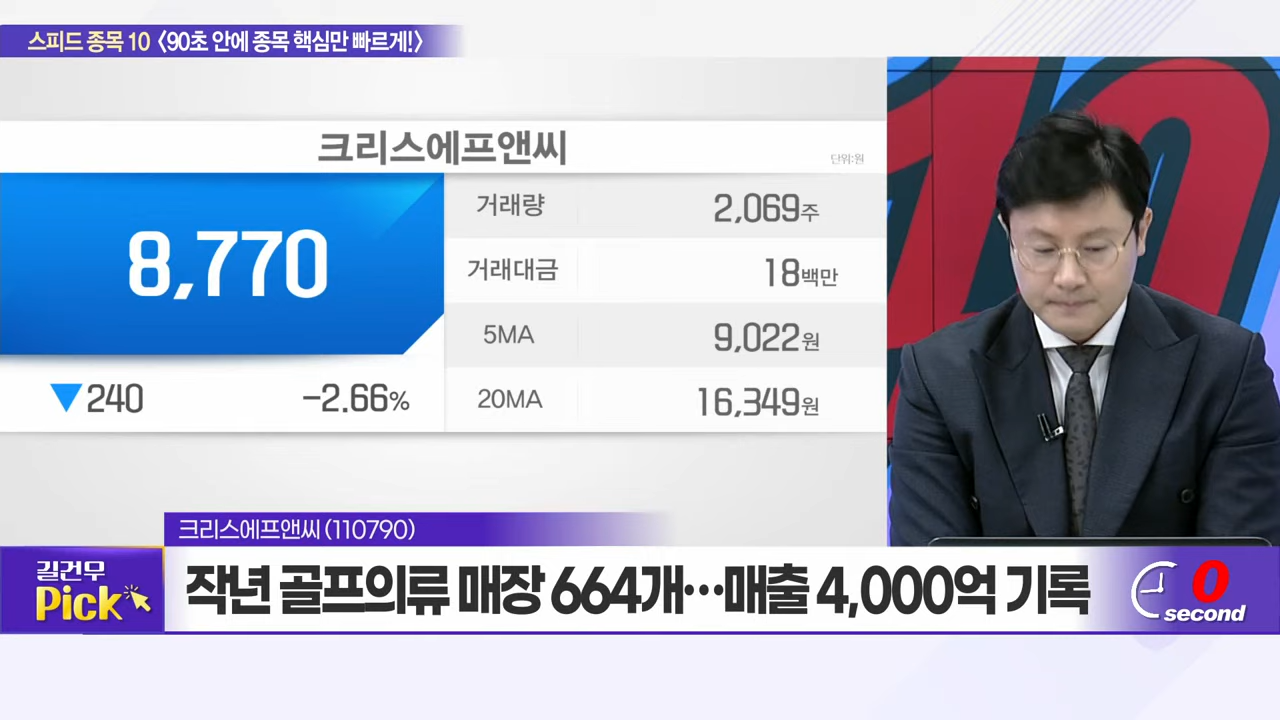 스피드 종목 10 〈90초 안에 종목 핵심만 빠르게!〉
크리스에프앤씨
단위:원
8,770
▼240 -2.66%
거래량 2,069주
거래대금 18백만
5MA 9,022원
20MA 16,349원
10
크리스에프앤씨(110790)
길건무
Pick
작년 골프의류 매장 664개…매출 4,000억 기록
0
second